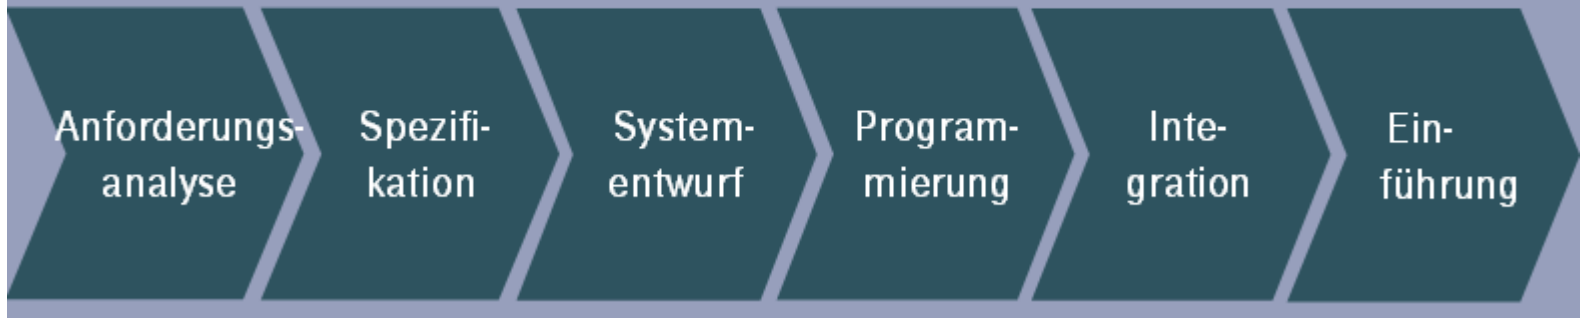 Anforderungs-
analyse
Spezifi-
kation
System-
entwurf
Program-
mierung
Inte-
gration
Ein-
führung